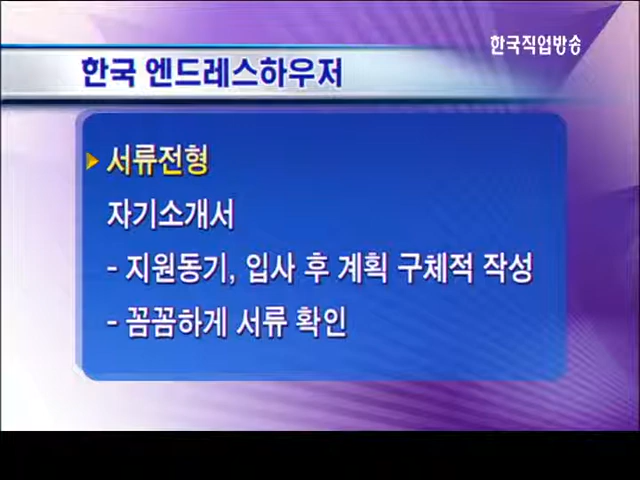 한국직업방송
한국 엔드레스하우저
서류전형
자기소개서
- 지원동기, 입사 후 계획 구체적 작성
- 꼼꼼하게 서류 확인